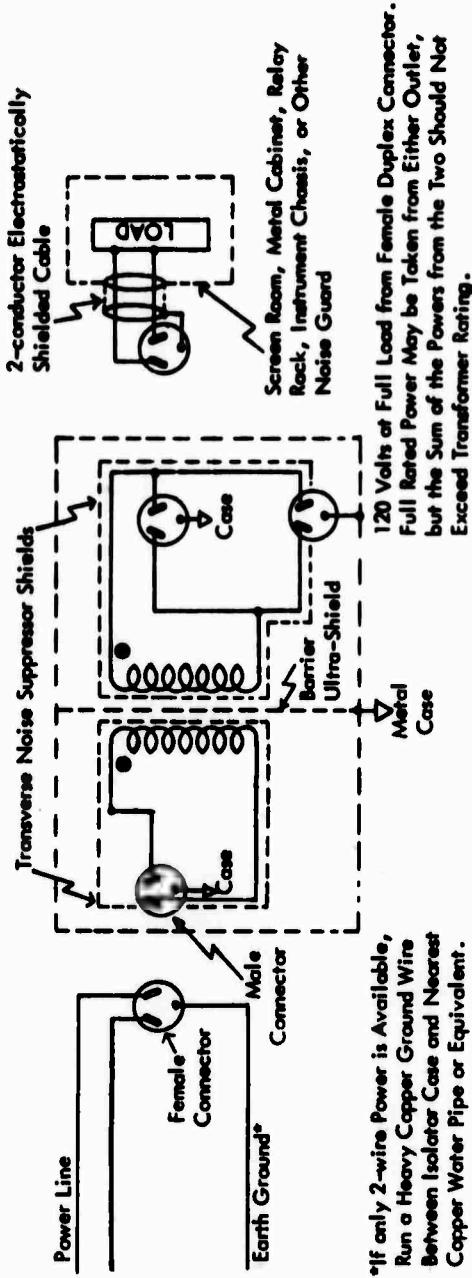 Power Line
Female
Connector
Earth Ground*
*If only 2-wire Power is Available,
Run a Heavy Copper Ground Wire
Between Isolator Case and Nearest
Copper Water Pipe or Equivalent.
Transverse Noise Suppressor Shields
Male
Connector
Case
Case
Barrier
Ultra-Shield
Metal
Case
2-conductor Electrostatically
Shielded Cable
LOAD
Screen Room, Metal Cabinet, Relay
Rack, Instrument Chassis, or Other
Noise Guard
120 Volts at Full Load from Female Duplex Connector.
Full Rated Power May be Taken from Either Outlet,
but the Sum of the Powers from the Two Should Not
Exceed Transformer Rating.